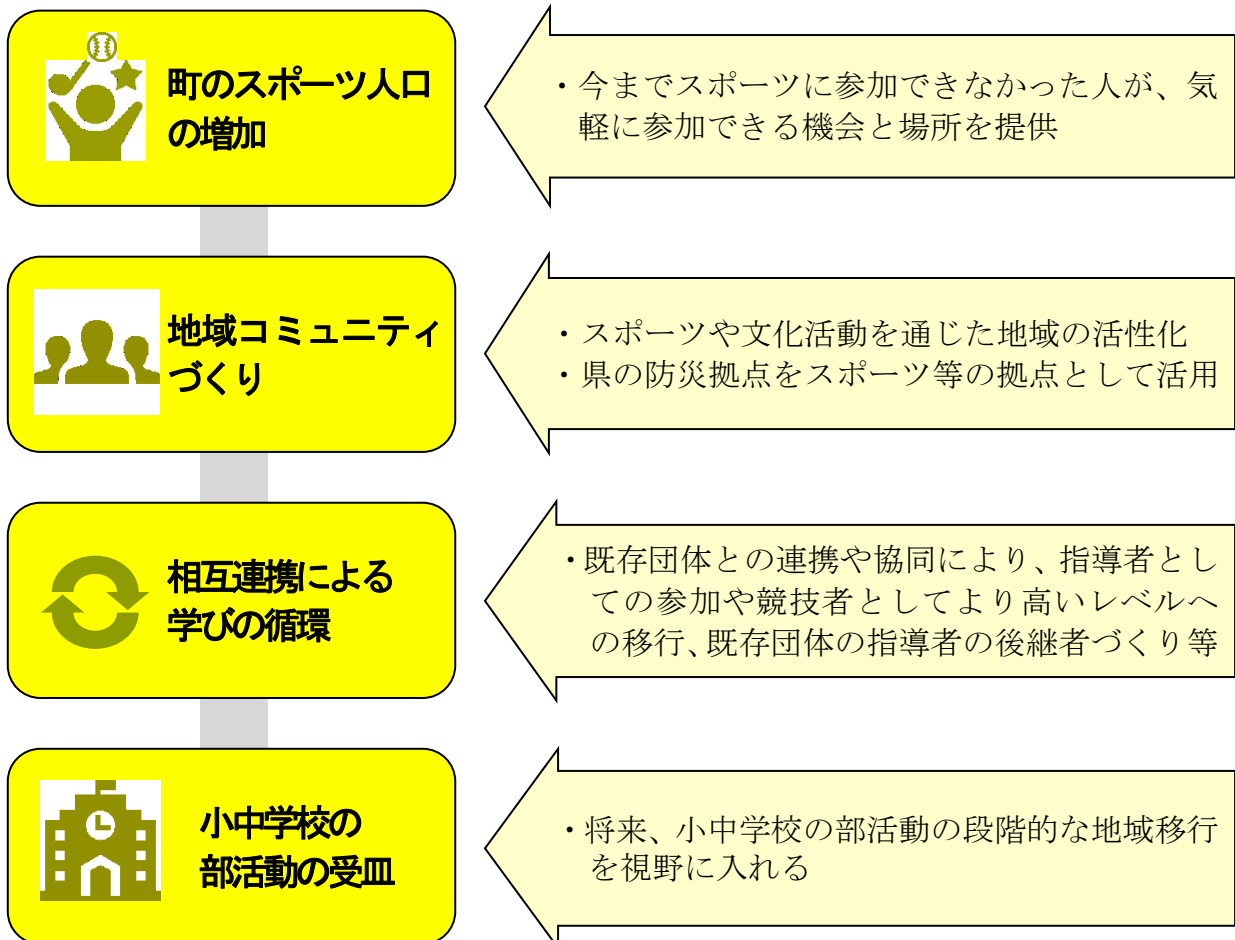 町のスポーツ人口
の増加
・今までスポーツに参加できなかった人が、気
軽に参加できる機会と場所を提供
地域コミュニティ
づくり
・スポーツや文化活動を通じた地域の活性化
・県の防災拠点をスポーツ等の拠点として活用
相互連携による
学びの循環
・既存団体との連携や協同により、指導者とし
ての参加や競技者としてより高いレベルへ
の移行、既存団体の指導者の後継者づくり等
小中学校の
部活動の受皿
・将来、小中学校の部活動の段階的な地域移行
を視野に入れる